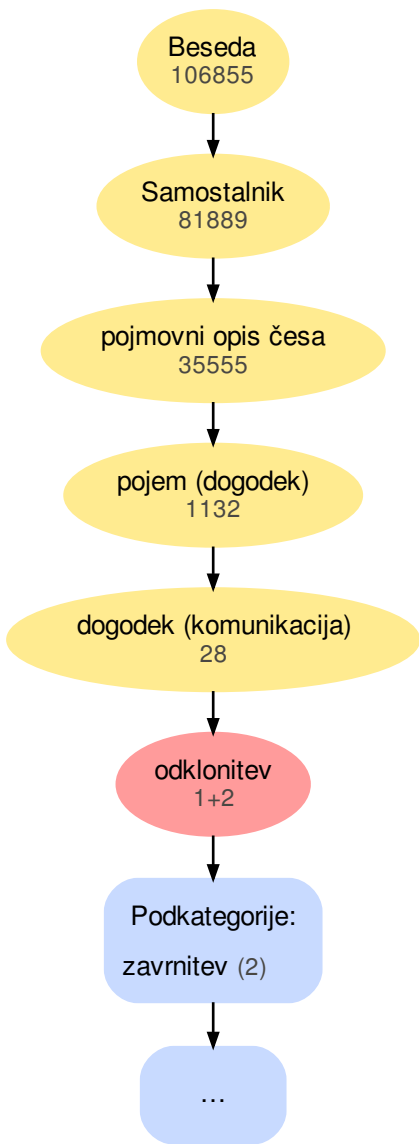 Beseda
106855
Samostalnik
81889
pojmovni opis česa
35555
pojem (dogodek)
1132
dogodek (komunikacija)
28
odklonitev
1+2
Podkategorije:
zavrnitev (2)
...